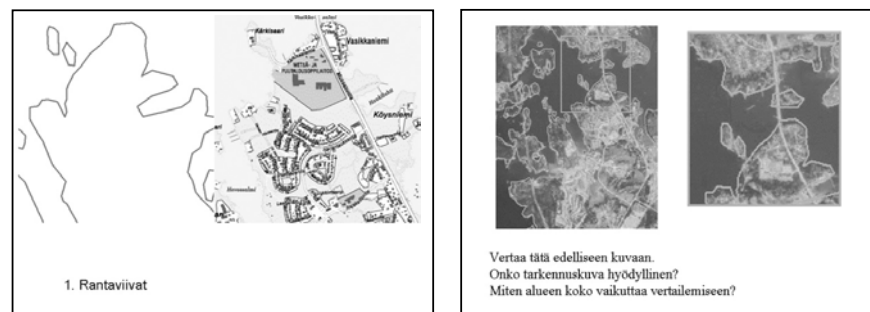 Kärkisaari
Vasikkaniemi
METSÄ- JA
PUUTALOUSOPPILAITOS
Köysniemi
1. Rantaviivat
Vertaa tätä edelliseen kuvaan.
Onko tarkennuskuva hyödyllinen?
Miten alueen koko vaikuttaa vertailemiseen?